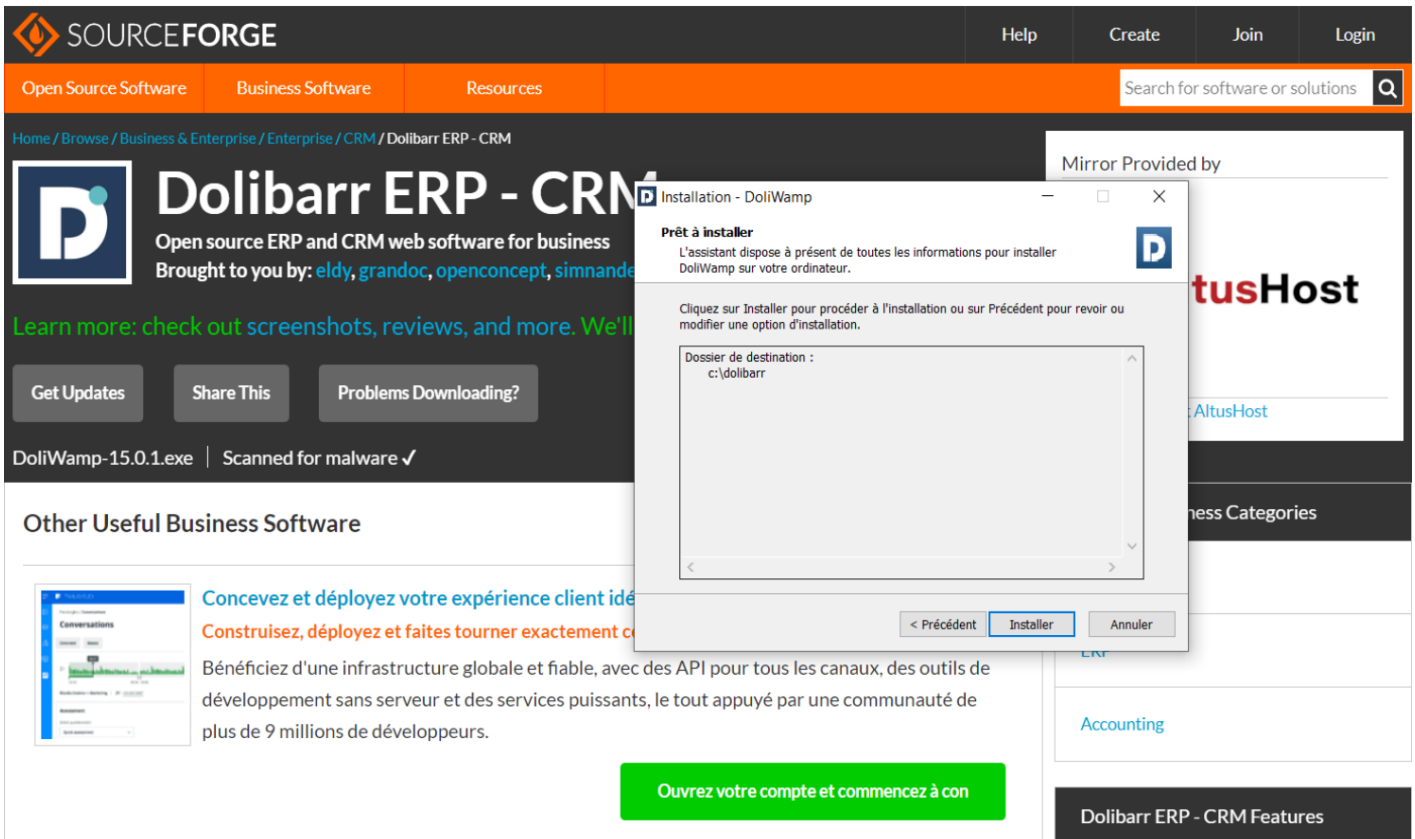 SOURCEFORGE
Help
Create
Join
Login
Open Source Software
Business Software
Resources
Search for software or solutions
Home / Browse / Business & Enterprise / Enterprise / CRM / Dolibarr ERP - CRM
Dolibarr ERP - CRM
Open source ERP and CRM web software for business
Brought to you by: eldy, grandoc, openconcept, simnande
Learn more: check out screenshots, reviews, and more. We'll
Get Updates
Share This
Problems Downloading?
DoliWamp-15.0.1.exe | Scanned for malware ✓
Mirror Provided by
tusHost
AltusHost
Installation - DoliWamp
Prêt à installer
L'assistant dispose à présent de toutes les informations pour installer
DoliWamp sur votre ordinateur.
Cliquez sur Installer pour procéder à l'installation ou sur Précédent pour revoir ou
modifier une option d'installation.
Dossier de destination :
c:\dolibarr
< Précédent
Installer
Annuler
Other Useful Business Software
Conversations
Concevez et déployez votre expérience client idé
Construisez, déployez et faites tourner exactement c
Bénéficiez d'une infrastructure globale et fiable, avec des API pour tous les canaux, des outils de
développement sans serveur et des services puissants, le tout appuyé par une communauté de
plus de 9 millions de développeurs.
Ouvrez votre compte et commencez à con
ness Categories
ERP
Accounting
Dolibarr ERP - CRM Features